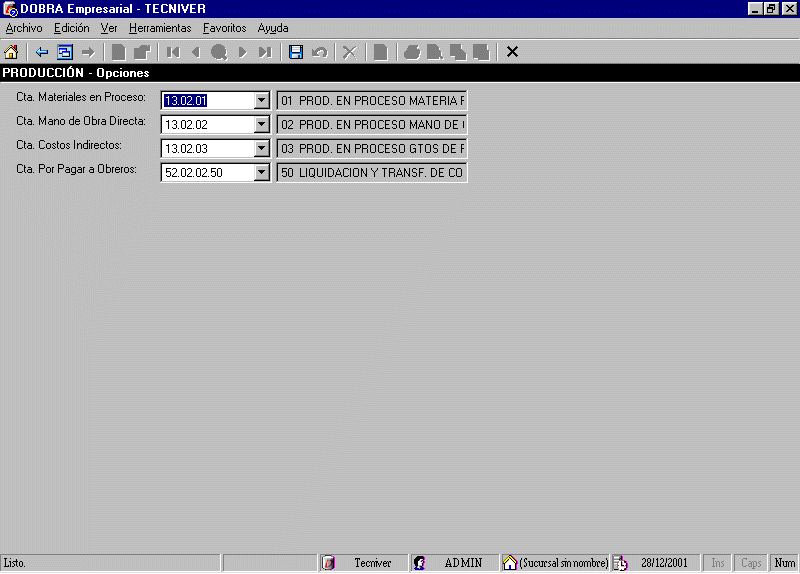 DOBRA Empresarial - TECNIVER
Archivo Edición Ver Herramientas Favoritos Ayuda
PRODUCCIÓN - Opciones
Cta. Materiales en Proceso: 13.02.01 01 PROD. EN PROCESO MATERIA
Cta. Mano de Obra Directa: 13.02.02 02 PROD. EN PROCESO MANO DE
Cta. Costos Indirectos: 13.02.03 03 PROD. EN PROCESO GTOS DE
Cta. Por Pagar a Obreros: 52.02.02.50 50 LIQUIDACION Y TRANSF. DE CO
Listo. Tecniver ADMIN (Sucursal sin nombre) 28/12/2001 Ins Caps Num